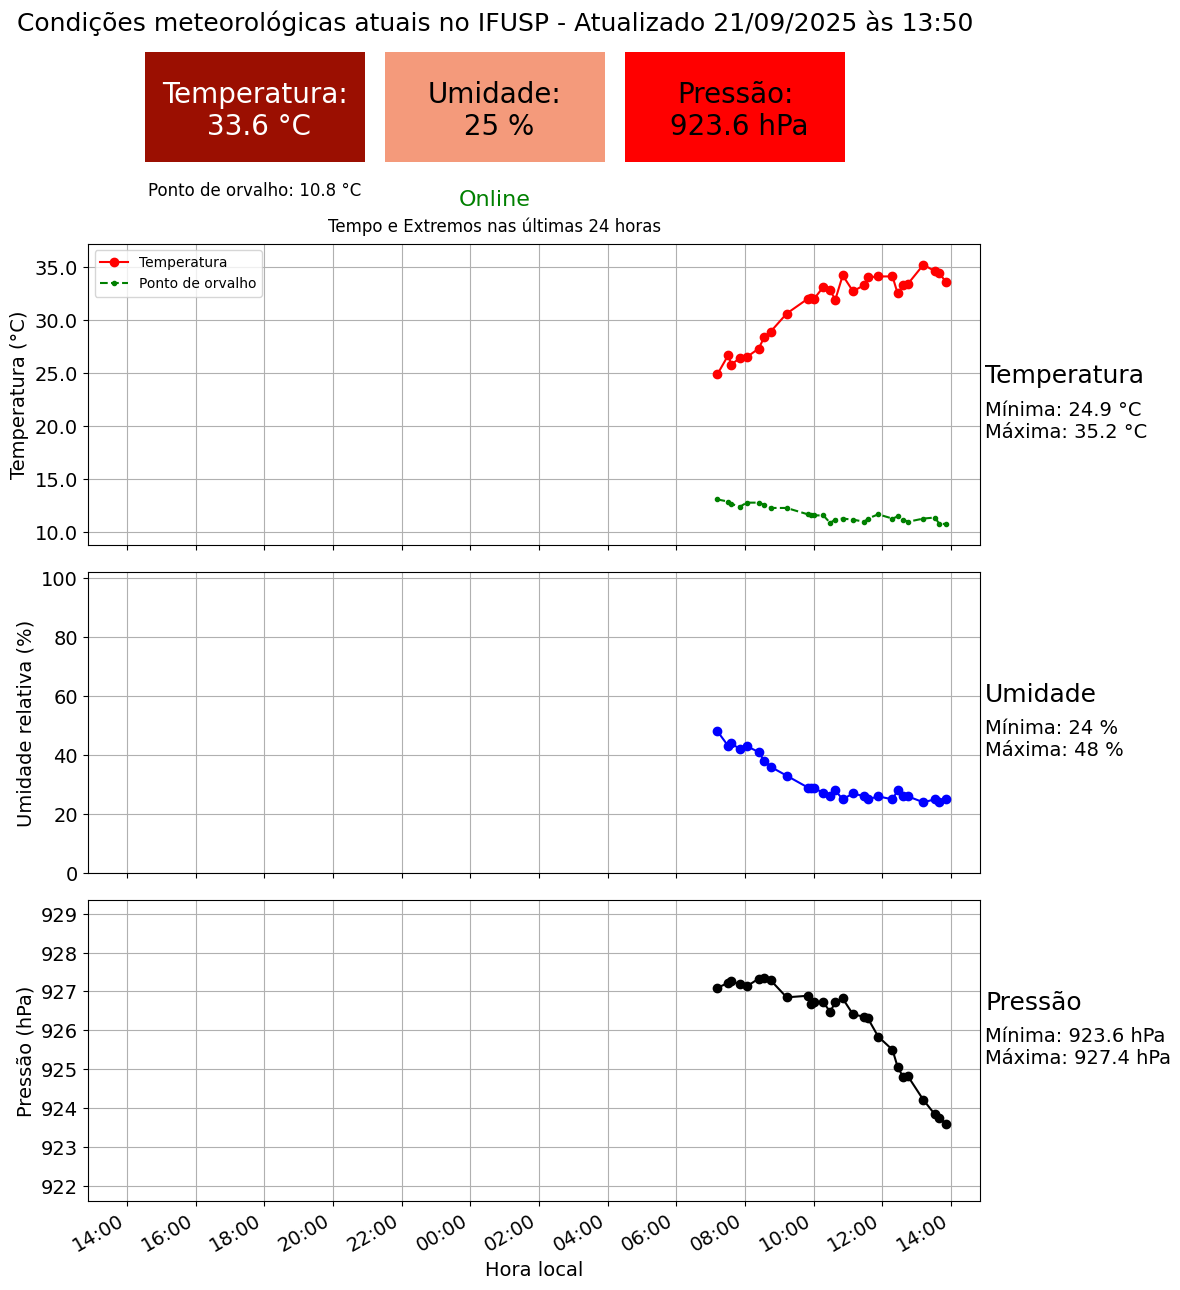 Condições meteorológicas atuais no IFUSP - Atualizado 21/09/2025 às 13:50
Temperatura:
33.6 °C
Umidade:
25 %
Pressão:
923.6 hPa
Ponto de orvalho: 10.8 °C
Online
Tempo e Extremos nas últimas 24 horas
Temperatura
Ponto de orvalho
Temperatura (°C)
35.0
30.0
25.0
20.0
15.0
10.0
Temperatura
Mínima: 24.9 °C
Máxima: 35.2 °C
Umidade relativa (%)
100
80
60
40
20
0
Umidade
Mínima: 24 %
Máxima: 48 %
Pressão (hPa)
929
928
927
926
925
924
923
922
Pressão
Mínima: 923.6 hPa
Máxima: 927.4 hPa
14:00 16:00 18:00 20:00 22:00 00:00 02:00 04:00 06:00 08:00 10:00 12:00 14:00
Hora local